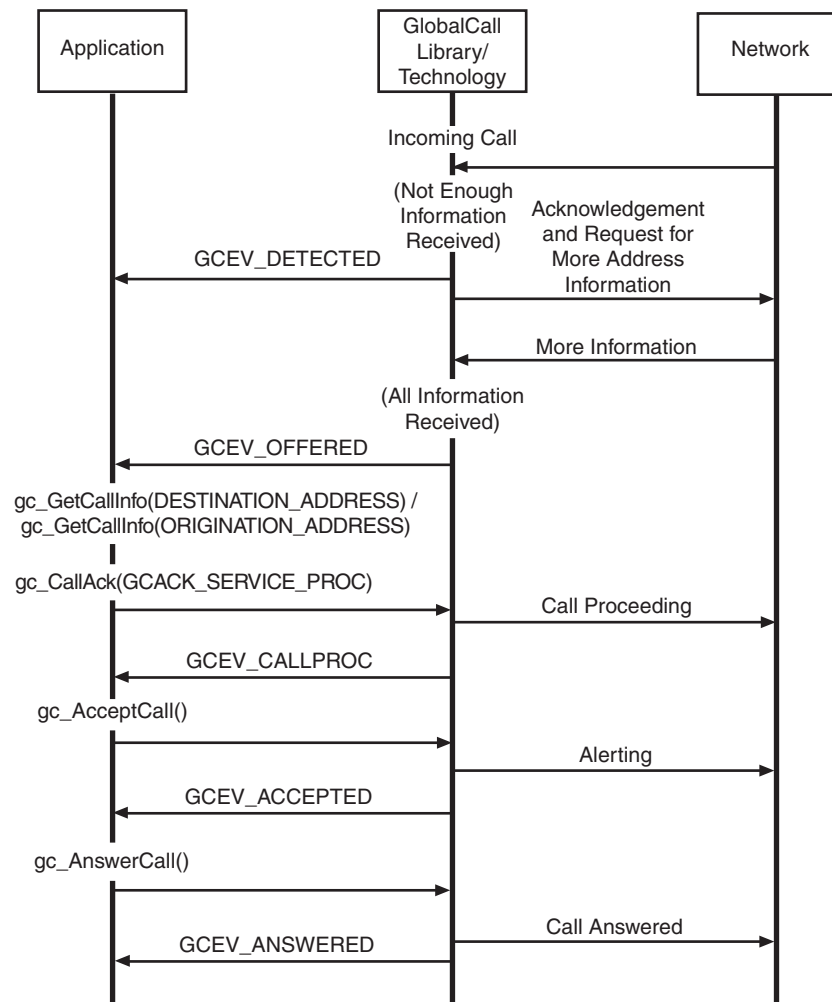 Application
GlobalCall
Library/
Technology
Network
Incoming Call
(Not Enough
Information
Received)
Acknowledgement
and Request for
More Address
Information
GCEV_DETECTED
More Information
(All Information
Received)
GCEV_OFFERED
gc_GetCallInfo(DESTINATION_ADDRESS) /
gc_GetCallInfo(ORIGINATION_ADDRESS)
gc_CallAck(GCACK_SERVICE_PROC)
Call Proceeding
GCEV_CALLPROC
gc_AcceptCall()
Alerting
GCEV_ACCEPTED
gc_AnswerCall()
Call Answered
GCEV_ANSWERED